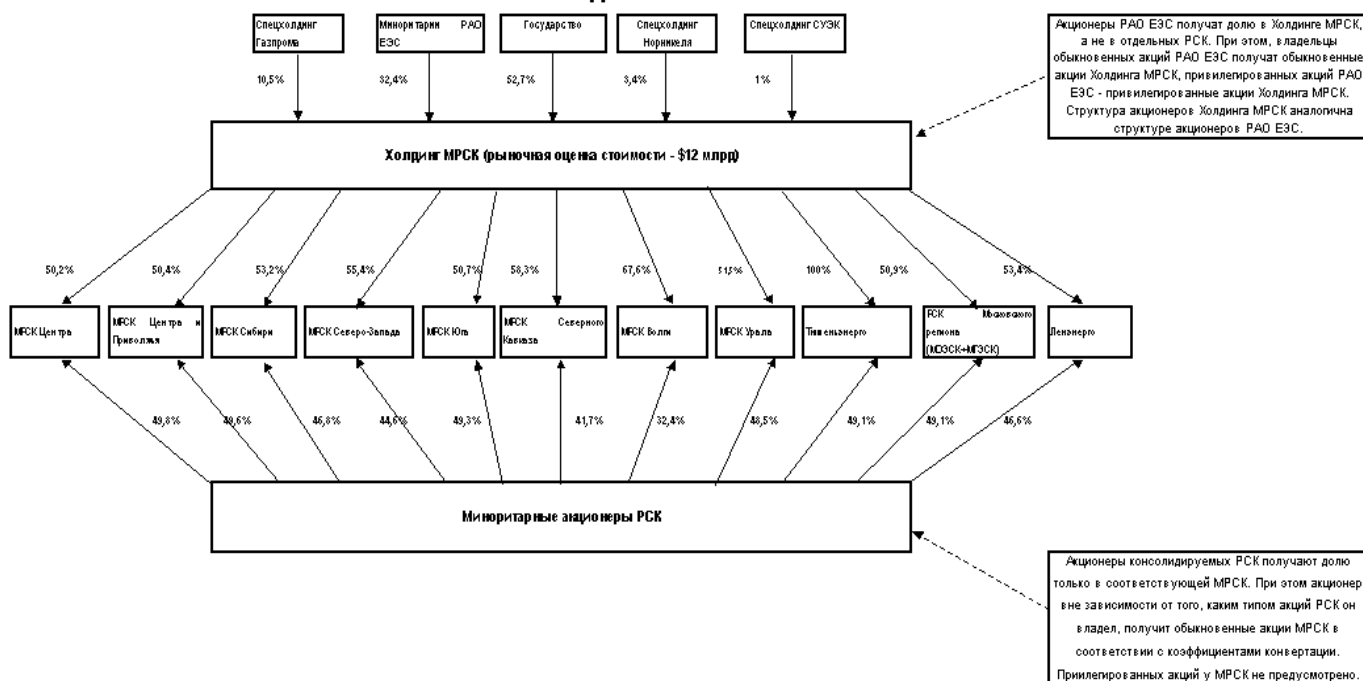 Спецхолдинг
Газпрома
Миноритарии РАО
ЕЭС
Государство
Спецхолдинг
Норникеля
Спецхолдинг СУЭК
10,5%
32,4%
52,7%
3,4%
1%
Акционеры РАО ЕЭС получат долю в Холдинге МРСК,
а не в отдельных РСК. При этом, владельцы
обыкновенных акций РАО ЕЭС получат обыкновенные
акции Холдинга МРСК, привилегированных акций РАО
ЕЭС - привилегированные акции Холдинга МРСК.
Структура акционеров Холдинга МРСК аналогична
структуре акционеров РАО ЕЭС.
Холдинг МРСК (рыночная оценка стоимости - $12 млрд)
50,2%
50,4%
53,2%
55,4%
50,7%
58,3%
67,6%
51,5%
100%
50,9%
53,4%
МРСК Центра
МРСК Центра и
Приволжья
МРСК Сибири
МРСК Северо-Запада
МРСК Юга
МРСК Северного
Кавказа
МРСК Волги
МРСК Урала
Тюменьэнерго
РСК Московского
региона
(МОЭСК+МГЭСК)
Ленэнерго
49,8%
49,6%
46,8%
44,6%
49,3%
41,7%
32,4%
48,5%
49,1%
49,1%
46,6%
Миноритарные акционеры РСК
Акционеры консолидируемых РСК получают долю
только в соответствующей МРСК. При этом акционер
вне зависимости от того, каким типом акций РСК он
владел, получит обыкновенные акции МРСК в
соответствии с коэффициентами конвертации.
Приилегированных акций у МРСК не предусмотрено.